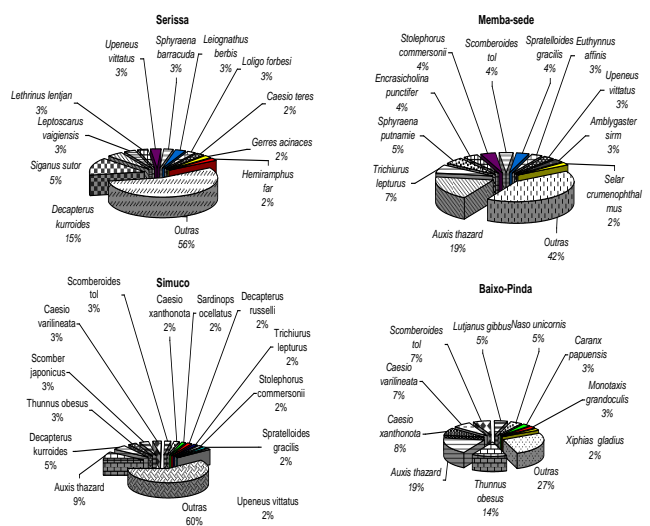 Serissa
Upeneus
vittatus
3%
Sphyraena
barracuda
3%
Leiognathus
berbis
3%
Loligo forbesi
3%
Caesio teres
2%
Gerres acinaces
2%
Hemiramphus
far
2%
Outras
56%
Decapterus
kurroides
15%
Siganus sutor
5%
Leptoscarus
vaigiensis
3%
Lethrinus lentjan
3%
Memba-sede
Stolephorus
commersonii
4%
Scomberoides
tol
4%
Spratelloides
gracilis
4%
Euthynnus
affinis
3%
Upeneus
vittatus
3%
Amblygaster
sirm
3%
Selar
crumenophthal
mus
2%
Outras
42%
Auxis thazard
19%
Trichiurus
lepturus
7%
Sphyraena
putnamie
5%
Encrasicholina
punctifer
4%
Simuco
Scomberoides
tol
3%
Caesio
xanthonota
2%
Sardinops
ocellatus
2%
Decapterus
russelli
2%
Trichiurus
lepturus
2%
Stolephorus
commersonii
2%
Spratelloides
gracilis
2%
Upeneus vittatus
2%
Outras
60%
Auxis thazard
9%
Decapterus
kurroides
5%
Thunnus obesus
3%
Scomber
japonicus
3%
Caesio
varilineata
3%
Baixo-Pinda
Scomberoides
tol
7%
Lutjanus gibbus
5%
Naso unicornis
5%
Caranx
papuensis
3%
Monotaxis
grandoculis
3%
Xiphias gladius
2%
Outras
27%
Thunnus
obesus
14%
Auxis thazard
19%
Caesio
xanthonota
8%
Caesio
varilineata
7%